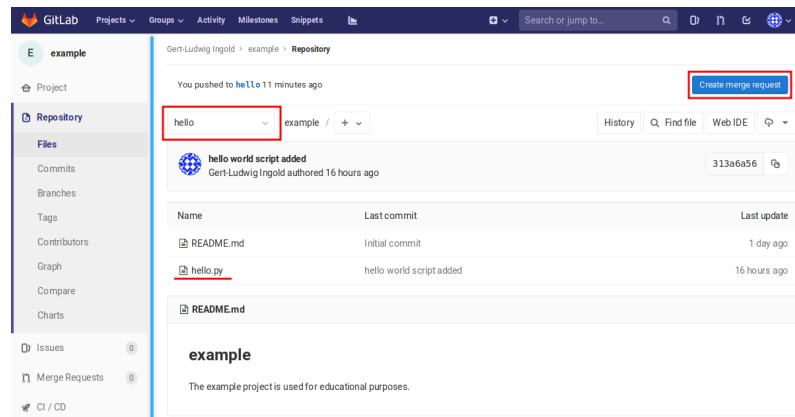 GitLab Projects Groups Activity Milestones Snippets Search or jump to...
E example
Project
Repository
Files
Commits
Branches
Tags
Contributors
Graph
Compare
Charts
Issues 0
Merge Requests 0
CI / CD
Gert-Ludwig Ingold > example > Repository
You pushed to hello 11 minutes ago Create merge request
hello example / + History Find file Web IDE
hello world script added
Gert-Ludwig Ingold authored 16 hours ago 313a6a56
Name Last commit Last update
README.md Initial commit 1 day ago
hello.py hello world script added 16 hours ago
README.md
example
The example project is used for educational purposes.